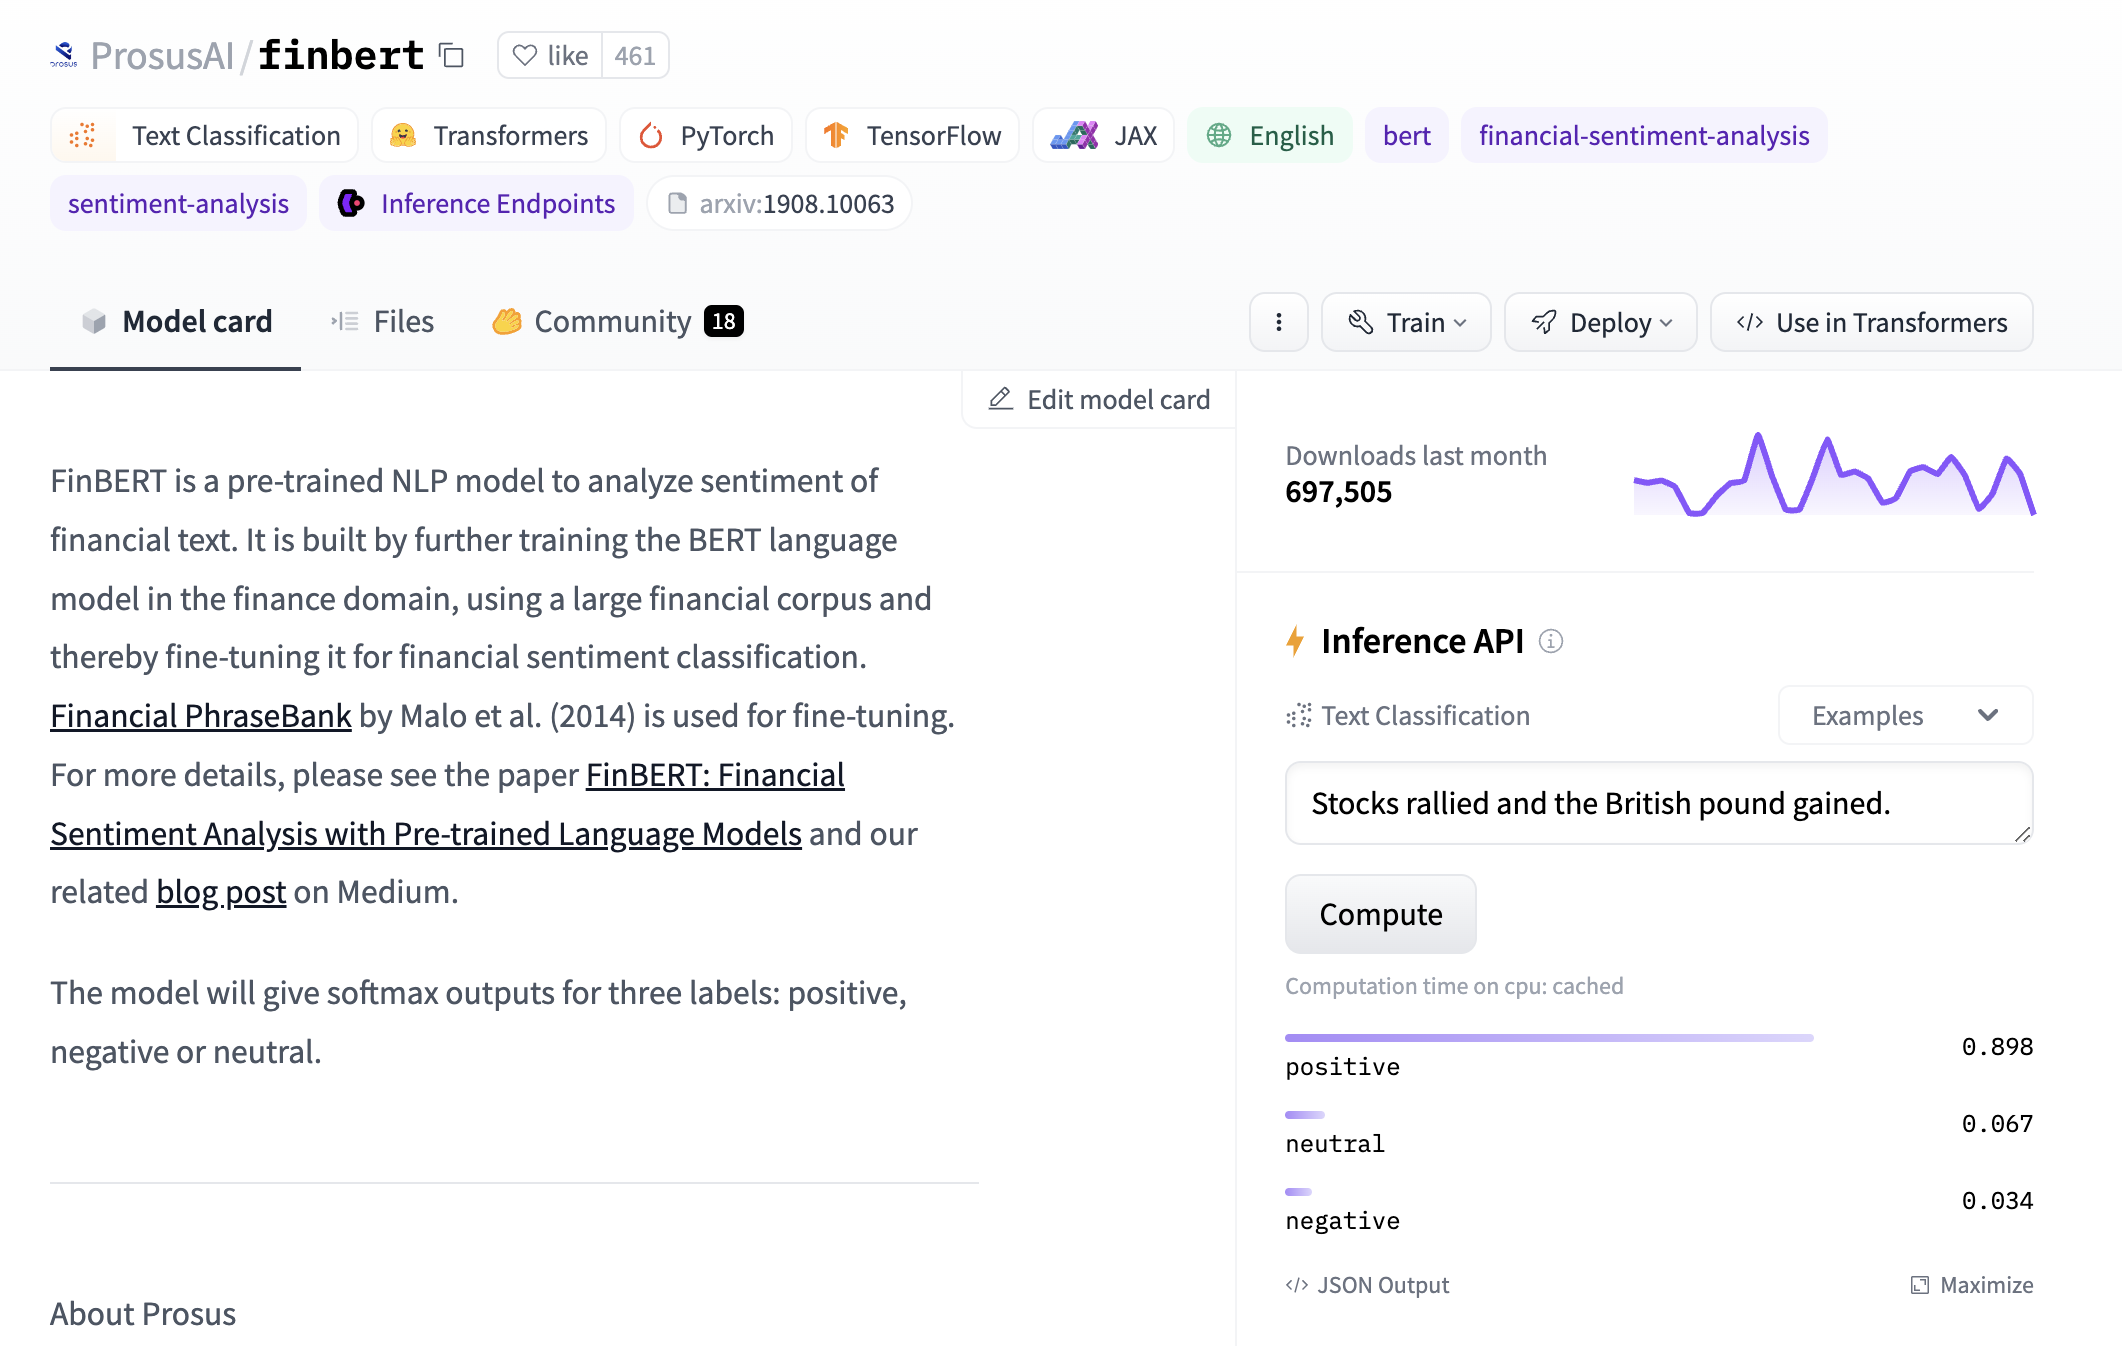 prosus ProsusAI/finbert like 461
Text Classification Transformers PyTorch TensorFlow JAX English bert financial-sentiment-analysis
sentiment-analysis Inference Endpoints arxiv:1908.10063
Model card Files Community 18 Train Deploy </> Use in Transformers
Edit model card
FinBERT is a pre-trained NLP model to analyze sentiment of
financial text. It is built by further training the BERT language
model in the finance domain, using a large financial corpus and
thereby fine-tuning it for financial sentiment classification.
Financial PhraseBank by Malo et al. (2014) is used for fine-tuning.
For more details, please see the paper FinBERT: Financial
Sentiment Analysis with Pre-trained Language Models and our
related blog post on Medium.
The model will give softmax outputs for three labels: positive,
negative or neutral.
About Prosus
Downloads last month
697,505
Inference API
Text Classification Examples
Stocks rallied and the British pound gained.
Compute
Computation time on cpu: cached
positive 0.898
neutral 0.067
negative 0.034
</> JSON Output Maximize